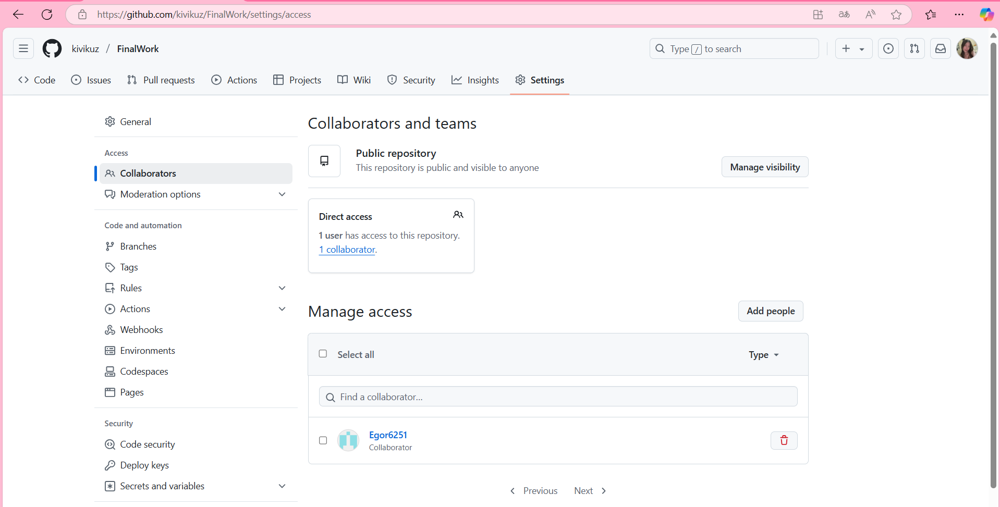 https://github.com/kivikuz/FinalWork/settings/access
kivikuz / FinalWork
Type / to search
Code
Issues
Pull requests
Actions
Projects
Wiki
Security
Insights
Settings
General
Access
Collaborators
Moderation options
Code and automation
Branches
Tags
Rules
Actions
Webhooks
Environments
Codespaces
Pages
Security
Code security
Deploy keys
Secrets and variables
Collaborators and teams
Public repository
This repository is public and visible to anyone
Manage visibility
Direct access
1 user has access to this repository.
1 collaborator.
Manage access
Add people
Select all
Type
Find a collaborator...
Egor6251
Collaborator
Previous
Next